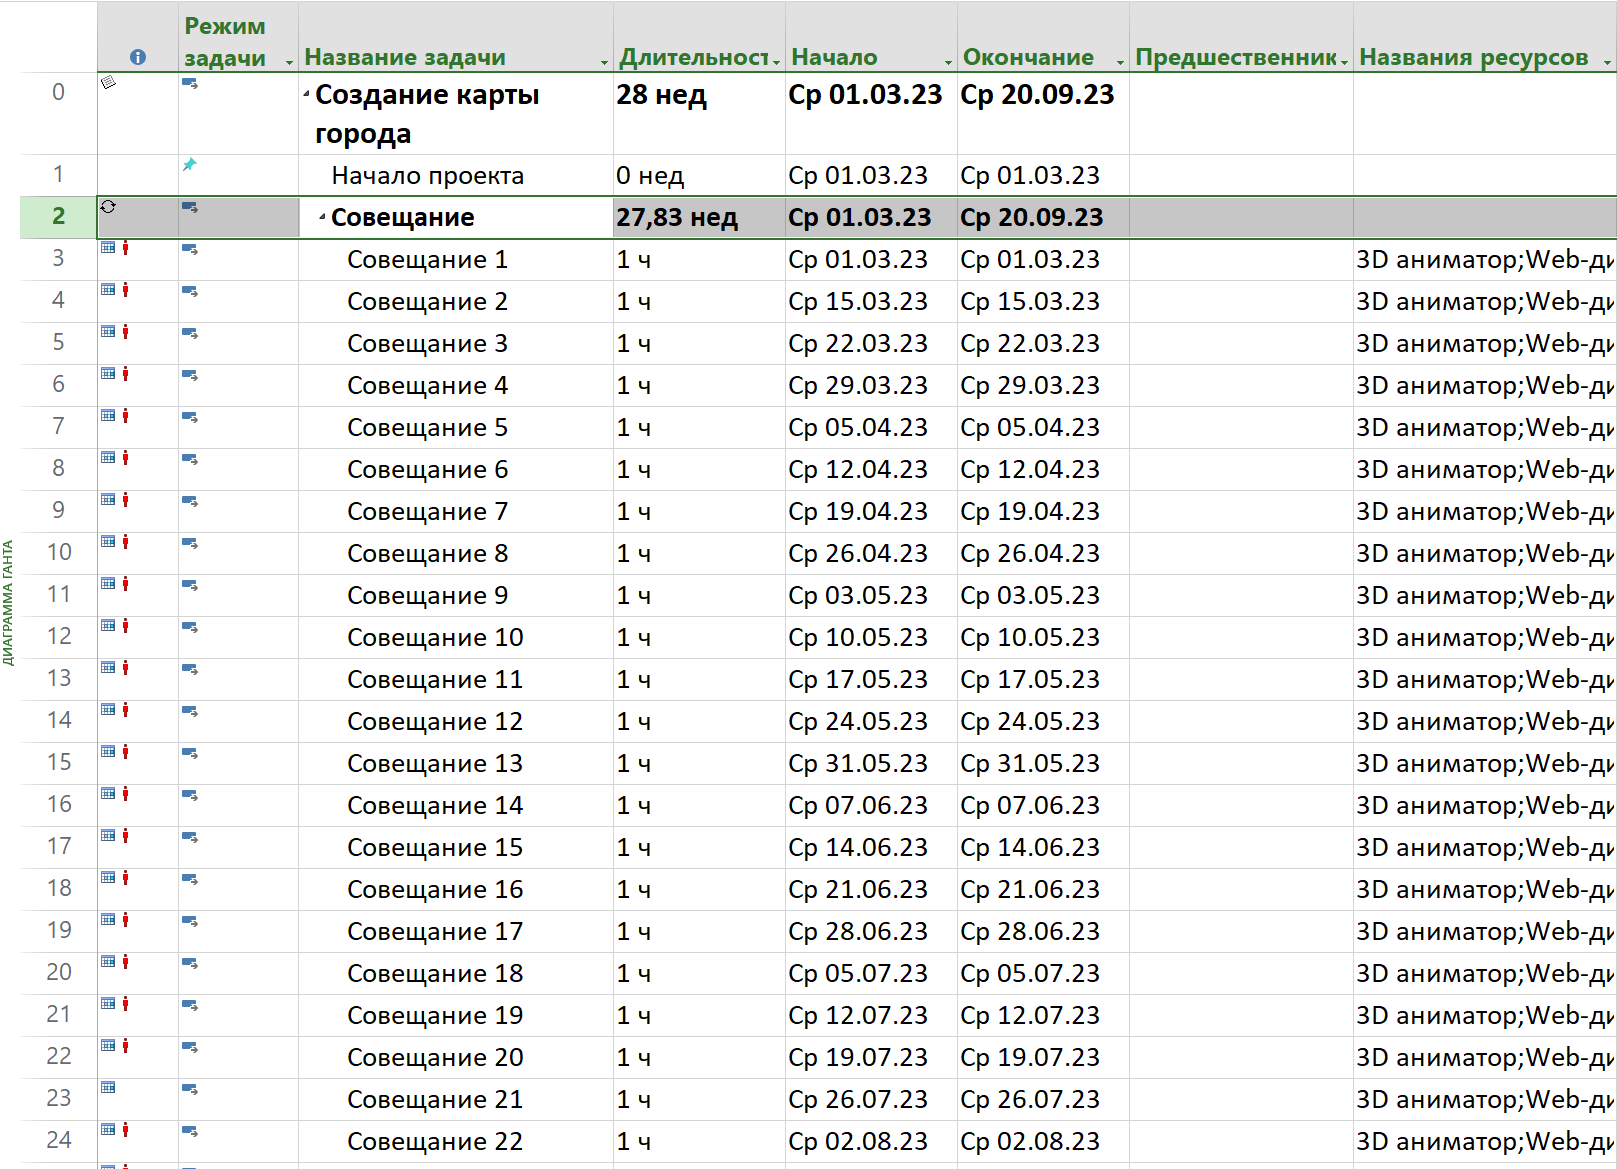 Режим задачи Название задачи Длительност Начало Окончание Предшественник Названия ресурсов
0 Создание карты города 28 нед Ср 01.03.23 Ср 20.09.23
1 Начало проекта 0 нед Ср 01.03.23 Ср 01.03.23
2 Совещание 27,83 нед Ср 01.03.23 Ср 20.09.23
3 Совещание 1 1 ч Ср 01.03.23 Ср 01.03.23 3D аниматор;Web-ди
4 Совещание 2 1 ч Ср 15.03.23 Ср 15.03.23 3D аниматор;Web-ди
5 Совещание 3 1 ч Ср 22.03.23 Ср 22.03.23 3D аниматор;Web-ди
6 Совещание 4 1 ч Ср 29.03.23 Ср 29.03.23 3D аниматор;Web-ди
7 Совещание 5 1 ч Ср 05.04.23 Ср 05.04.23 3D аниматор;Web-ди
8 Совещание 6 1 ч Ср 12.04.23 Ср 12.04.23 3D аниматор;Web-ди
9 Совещание 7 1 ч Ср 19.04.23 Ср 19.04.23 3D аниматор;Web-ди
10 Совещание 8 1 ч Ср 26.04.23 Ср 26.04.23 3D аниматор;Web-ди
11 Совещание 9 1 ч Ср 03.05.23 Ср 03.05.23 3D аниматор;Web-ди
12 Совещание 10 1 ч Ср 10.05.23 Ср 10.05.23 3D аниматор;Web-ди
13 Совещание 11 1 ч Ср 17.05.23 Ср 17.05.23 3D аниматор;Web-ди
14 Совещание 12 1 ч Ср 24.05.23 Ср 24.05.23 3D аниматор;Web-ди
15 Совещание 13 1 ч Ср 31.05.23 Ср 31.05.23 3D аниматор;Web-ди
16 Совещание 14 1 ч Ср 07.06.23 Ср 07.06.23 3D аниматор;Web-ди
17 Совещание 15 1 ч Ср 14.06.23 Ср 14.06.23 3D аниматор;Web-ди
18 Совещание 16 1 ч Ср 21.06.23 Ср 21.06.23 3D аниматор;Web-ди
19 Совещание 17 1 ч Ср 28.06.23 Ср 28.06.23 3D аниматор;Web-ди
20 Совещание 18 1 ч Ср 05.07.23 Ср 05.07.23 3D аниматор;Web-ди
21 Совещание 19 1 ч Ср 12.07.23 Ср 12.07.23 3D аниматор;Web-ди
22 Совещание 20 1 ч Ср 19.07.23 Ср 19.07.23 3D аниматор;Web-ди
23 Совещание 21 1 ч Ср 26.07.23 Ср 26.07.23 3D аниматор;Web-ди
24 Совещание 22 1 ч Ср 02.08.23 Ср 02.08.23 3D аниматор;Web-ди
ДИАГРАММА ГАНТА